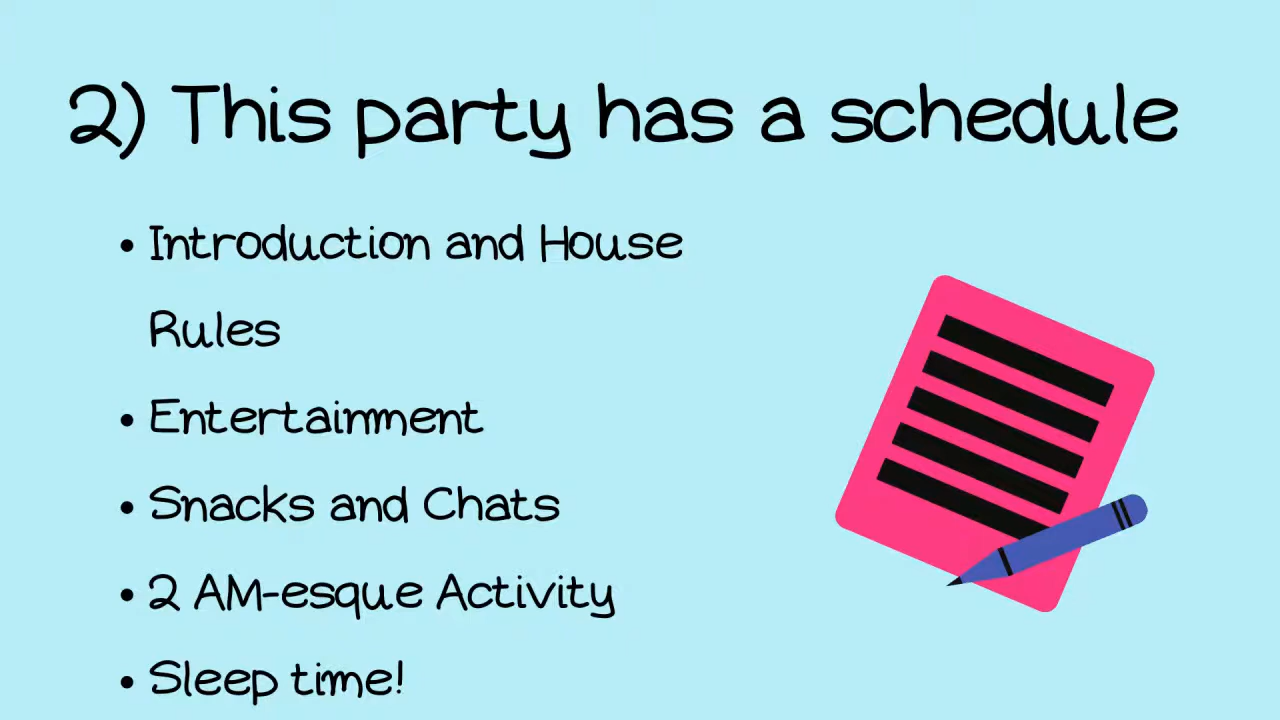 2) This party has a schedule
• Introduction and House
Rules
• Entertainment
• Snacks and Chats
• 2 AM-esque Activity
• Sleep time!